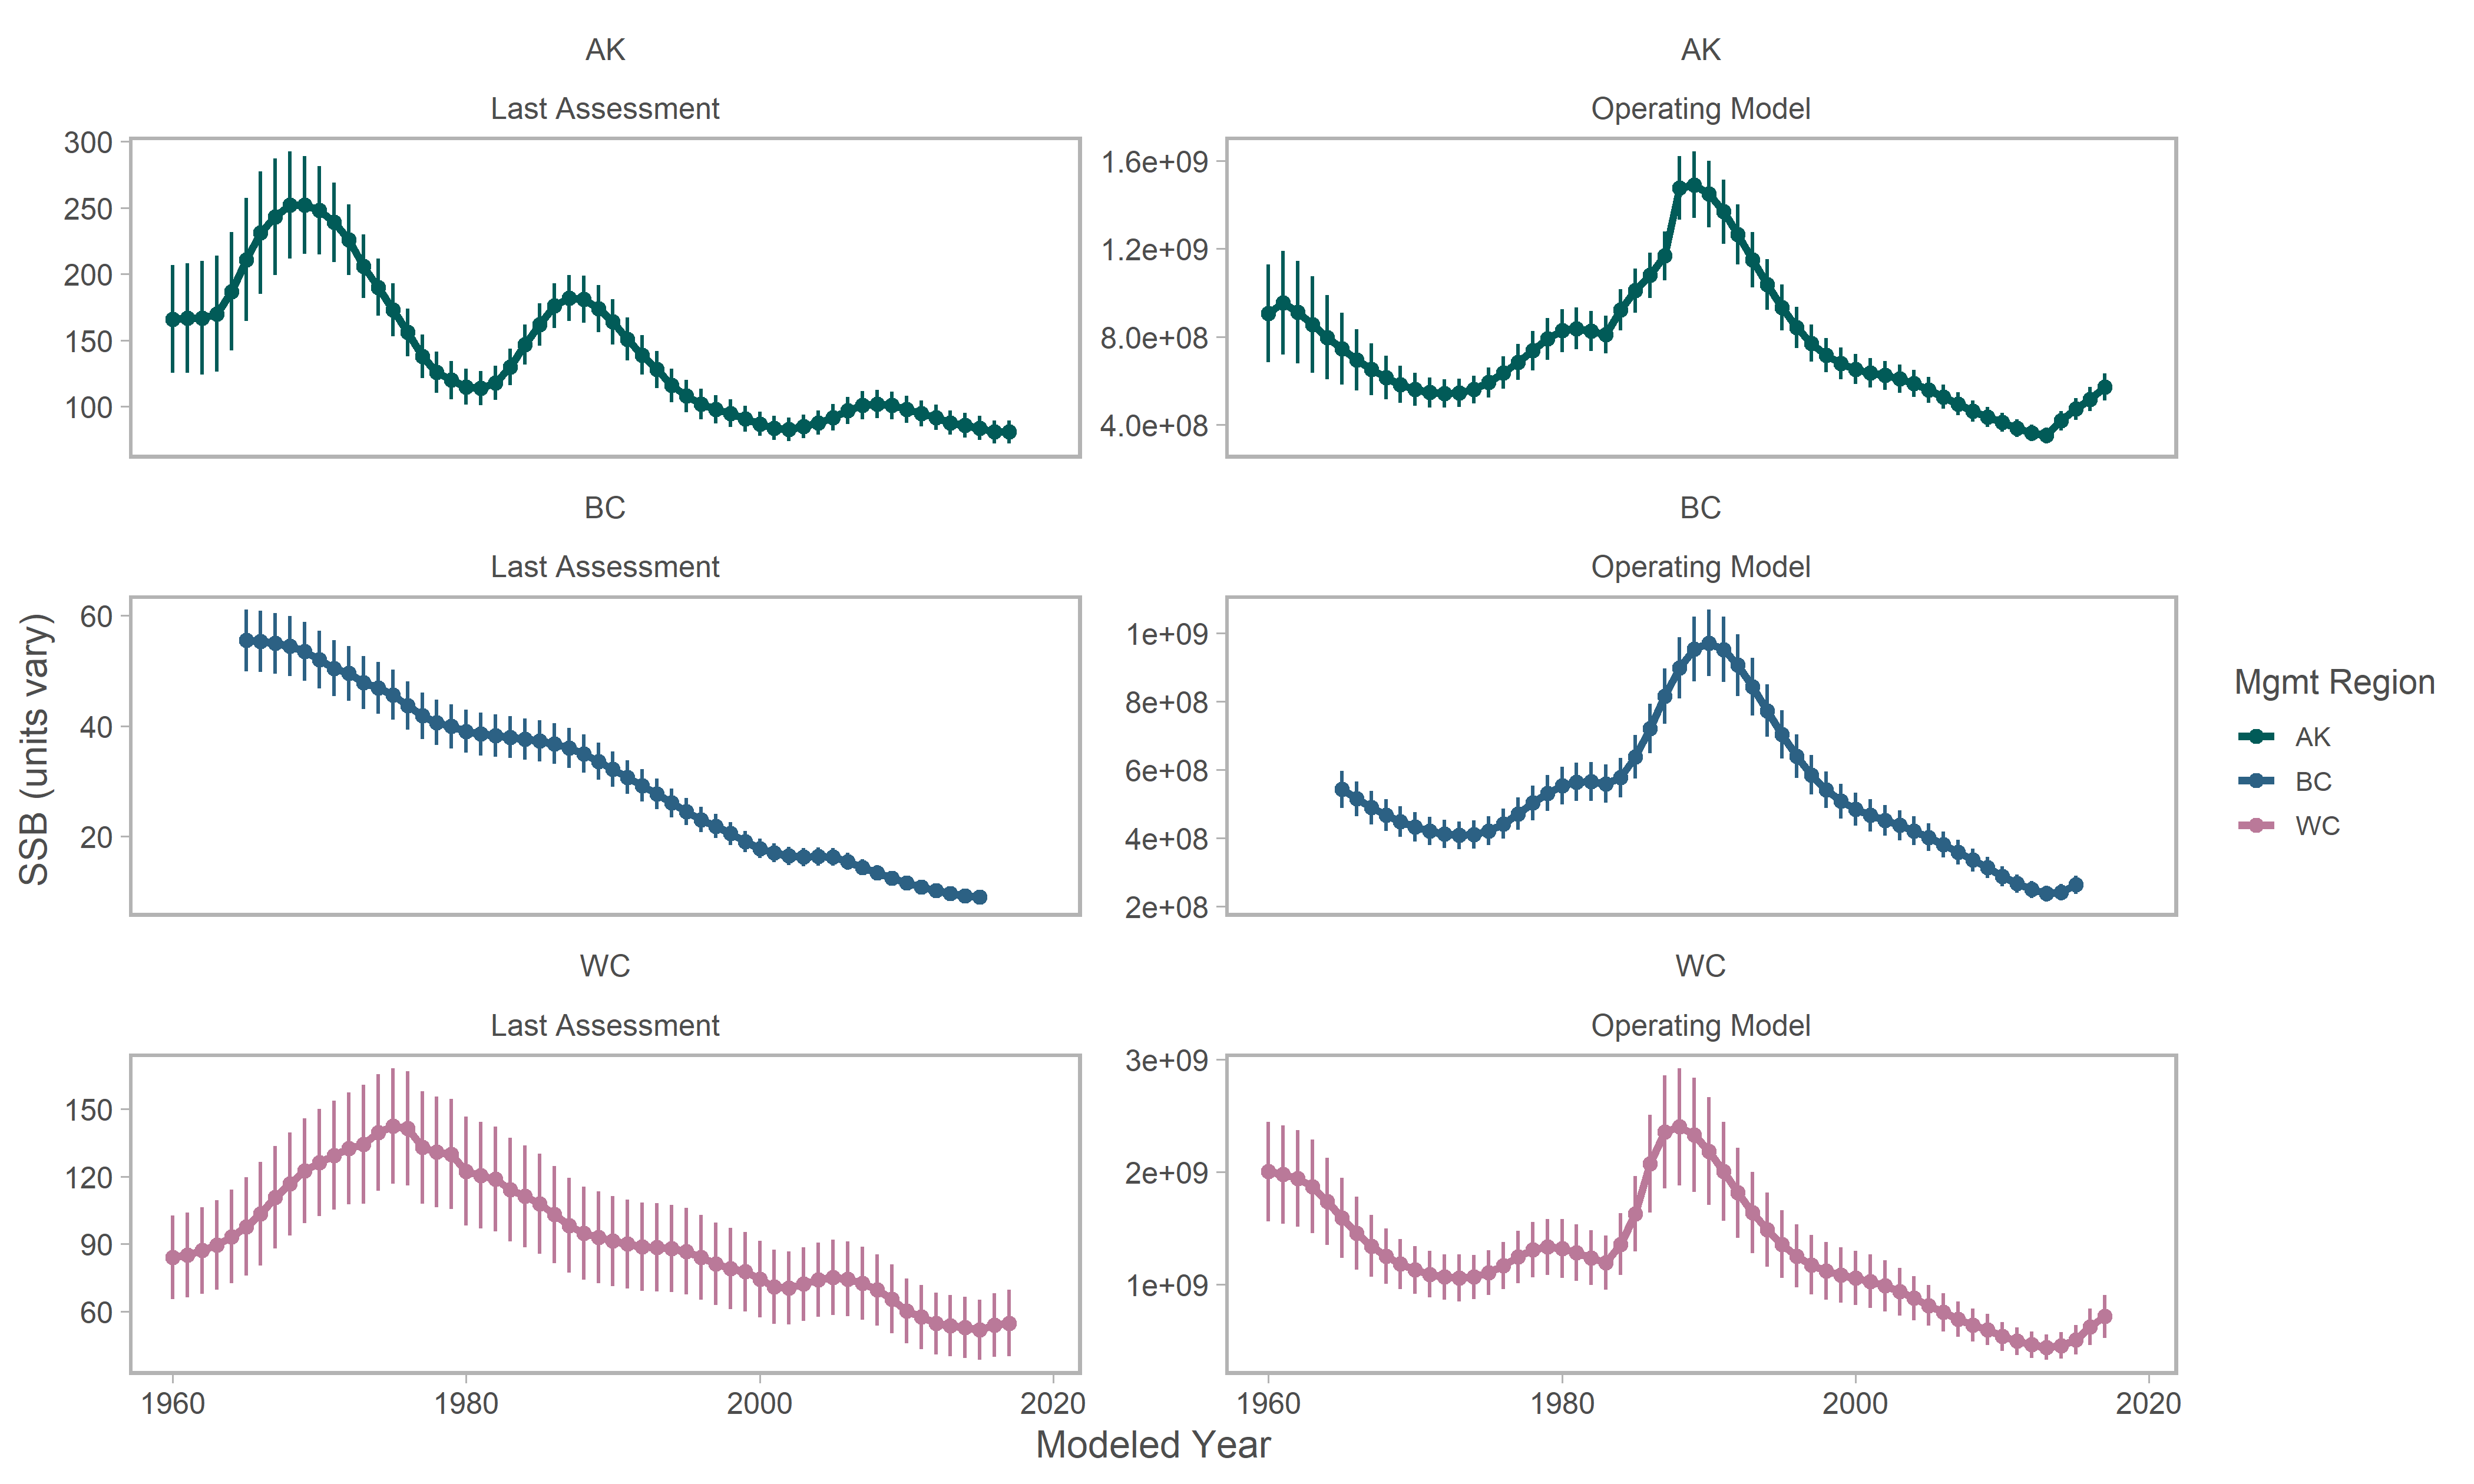 AK
Last Assessment
300
250
200
150
100
AK
Operating Model
1.6e+09
1.2e+09
8.0e+08
4.0e+08
BC
Last Assessment
60
40
20
BC
Operating Model
1e+09
8e+08
6e+08
4e+08
2e+08
WC
Last Assessment
150
120
90
60
1960 1980 2000 2020
WC
Operating Model
3e+09
2e+09
1e+09
1960 1980 2000 2020
SSB (units vary)
Modeled Year
Mgmt Region
AK
BC
WC